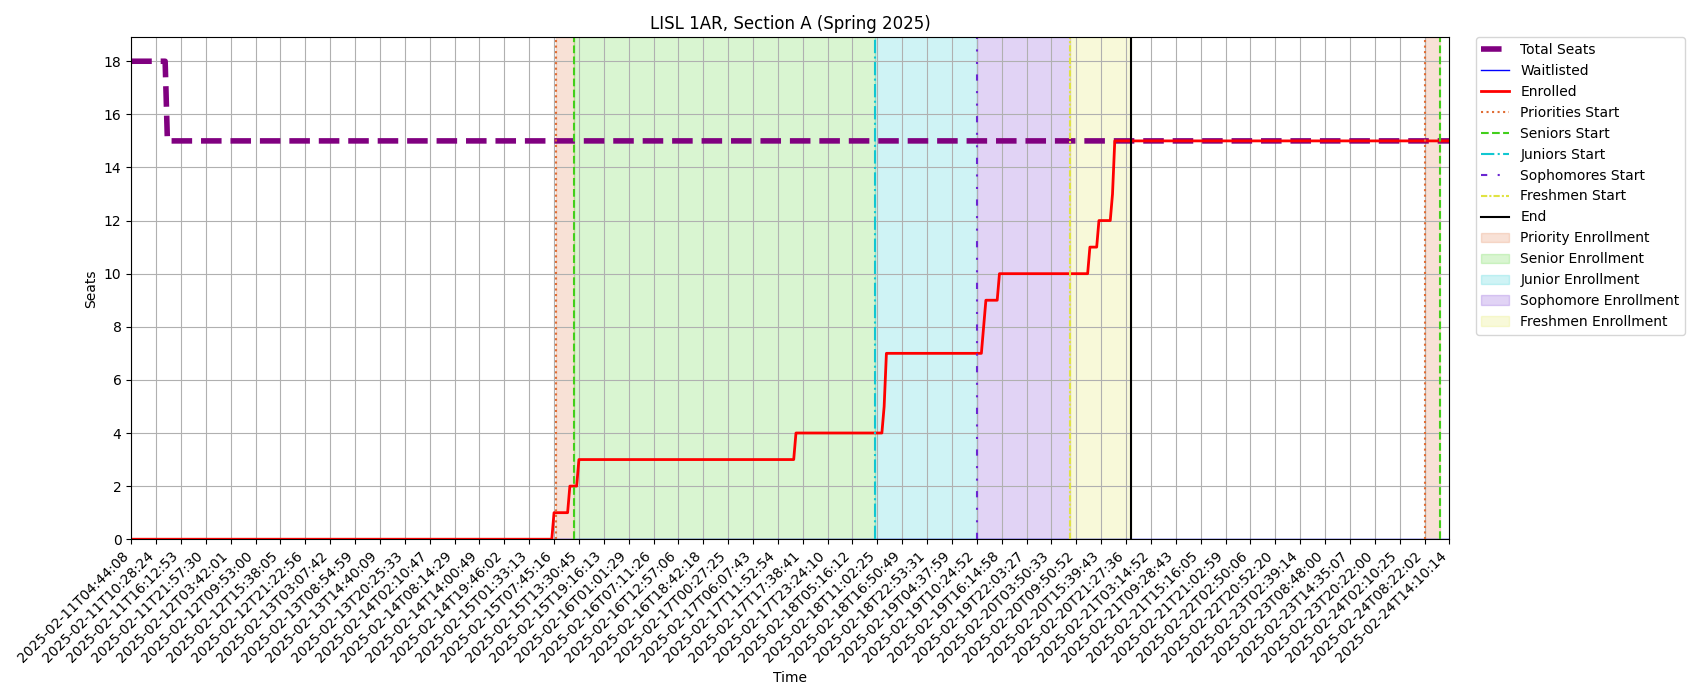 LISL 1AR, Section A (Spring 2025)
Total Seats
Waitlisted
Enrolled
Priorities Start
Seniors Start
Juniors Start
Sophomores Start
Freshmen Start
End
Priority Enrollment
Senior Enrollment
Junior Enrollment
Sophomore Enrollment
Freshmen Enrollment
Seats
18
16
14
12
10
8
6
4
2
0
2025-02-11T04:44:08
2025-02-11T10:28:24
2025-02-11T16:12:53
2025-02-11T21:57:30
2025-02-12T03:42:01
2025-02-12T09:53:00
2025-02-12T15:38:05
2025-02-12T21:22:56
2025-02-13T03:07:42
2025-02-13T08:54:59
2025-02-13T14:40:09
2025-02-13T20:25:33
2025-02-14T02:10:47
2025-02-14T08:14:29
2025-02-14T14:00:49
2025-02-14T19:46:02
2025-02-15T01:33:13
2025-02-15T07:45:16
2025-02-15T13:30:45
2025-02-15T19:16:13
2025-02-16T01:01:29
2025-02-16T07:11:26
2025-02-16T12:57:06
2025-02-16T18:42:18
2025-02-17T00:27:25
2025-02-17T06:07:43
2025-02-17T11:52:54
2025-02-17T17:38:41
2025-02-17T23:24:10
2025-02-18T05:16:12
2025-02-18T11:02:25
2025-02-18T16:50:49
2025-02-18T22:53:31
2025-02-19T04:37:59
2025-02-19T10:24:52
2025-02-19T16:14:58
2025-02-19T22:03:27
2025-02-20T03:50:33
2025-02-20T09:50:52
2025-02-20T15:39:43
2025-02-20T21:27:36
2025-02-21T03:14:52
2025-02-21T09:28:43
2025-02-21T15:16:05
2025-02-21T21:02:59
2025-02-22T02:50:06
2025-02-22T20:52:20
2025-02-23T02:39:14
2025-02-23T08:48:00
2025-02-23T14:35:07
2025-02-23T20:22:00
2025-02-24T02:10:25
2025-02-24T08:22:02
2025-02-24T14:10:14
Time